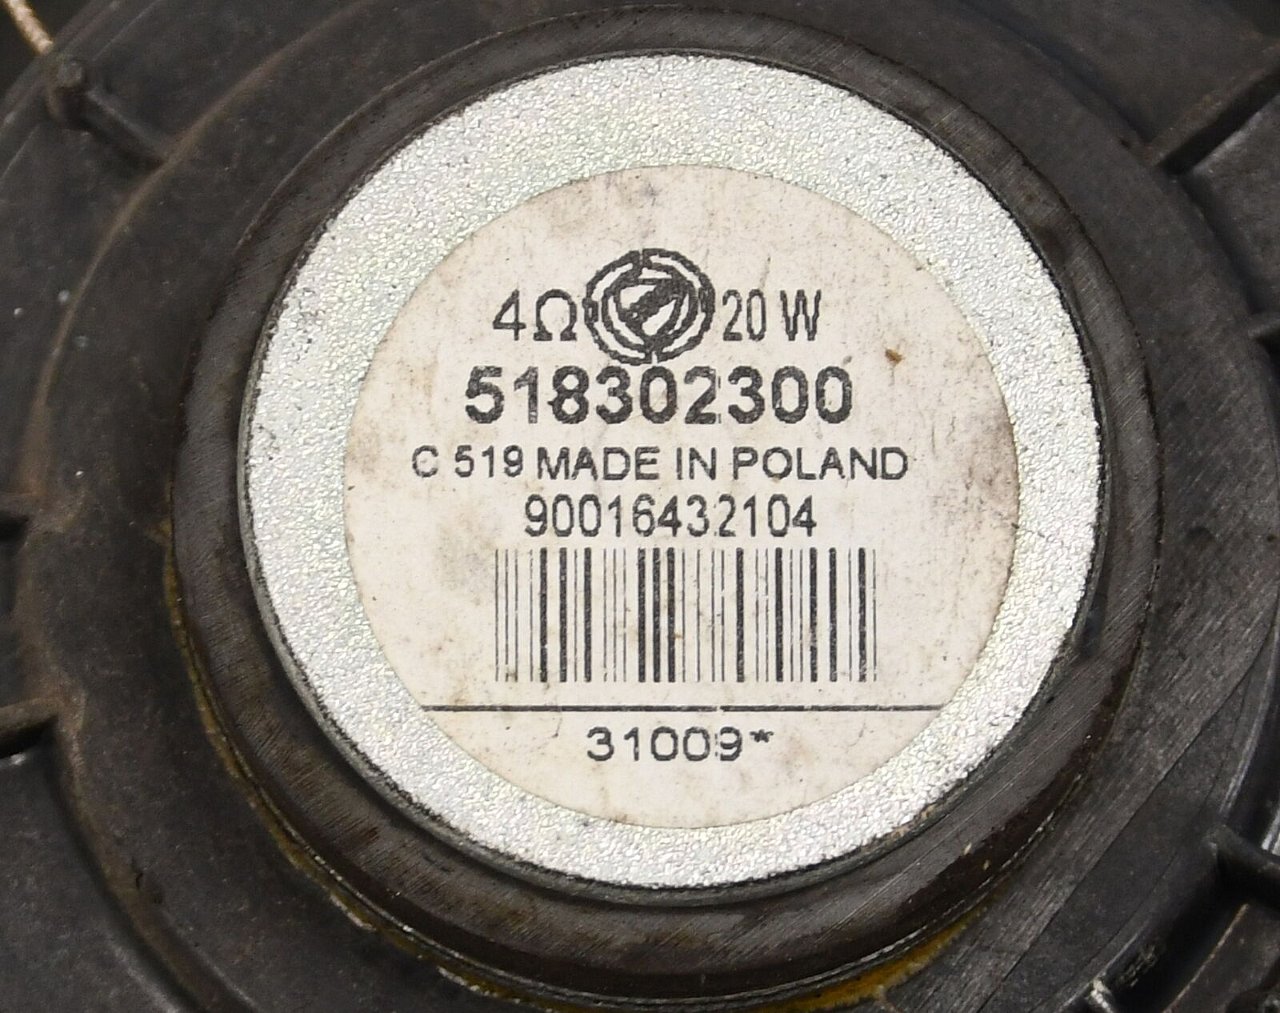 4Ω 20 W
518302300
C 519 MADE IN POLAND
90016432104
31009*